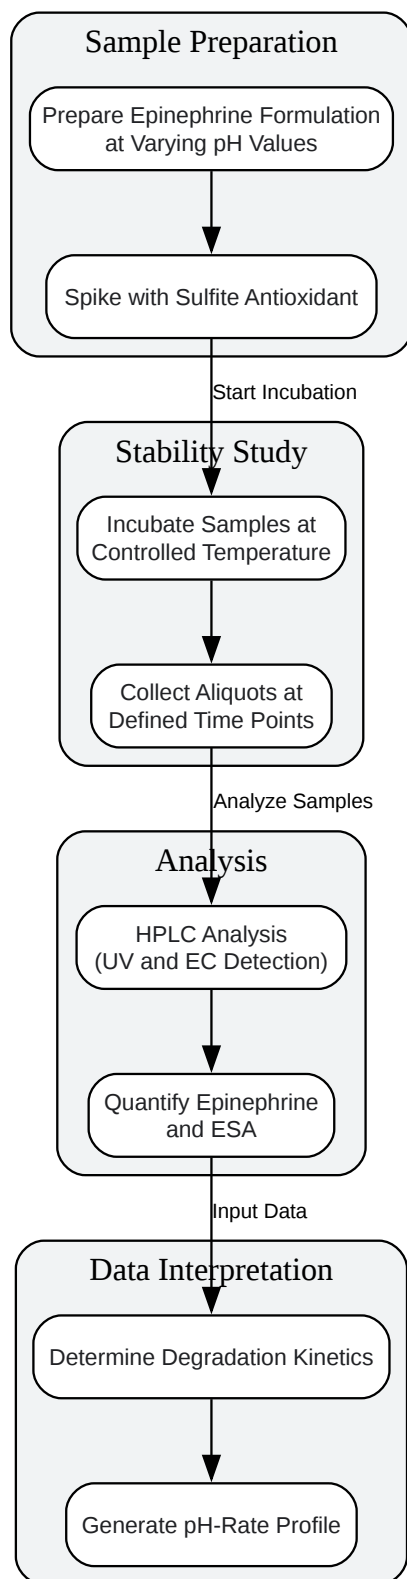 Sample Preparation
Prepare Epinephrine Formulation
at Varying pH Values
Spike with Sulfite Antioxidant
Start Incubation
Stability Study
Incubate Samples at
Controlled Temperature
Collect Aliquots at
Defined Time Points
Analyze Samples
Analysis
HPLC Analysis
(UV and EC Detection)
Quantify Epinephrine
and ESA
Input Data
Data Interpretation
Determine Degradation Kinetics
Generate pH-Rate Profile